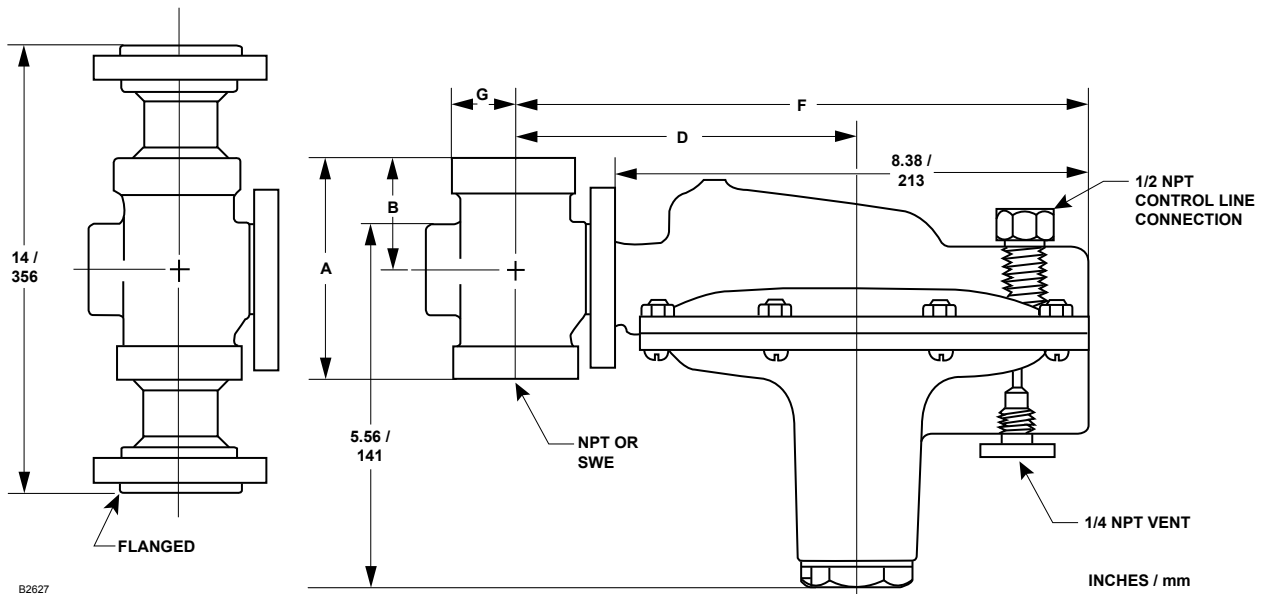 G
F
D
8.38 /
213
1/2 NPT
CONTROL LINE
CONNECTION
B
A
14 /
356
5.56 /
141
NPT OR
SWE
FLANGED
1/4 NPT VENT
B2627
INCHES / mm